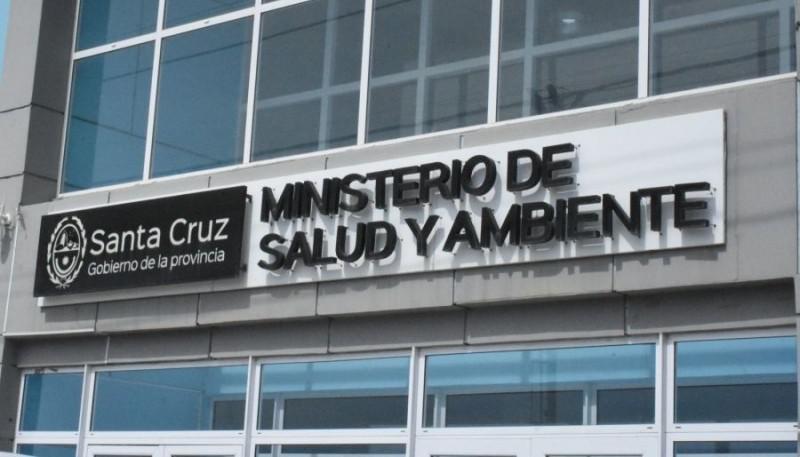 Santa Cruz
Gobierno de la provincia
MINISTERIO DE
SALUD Y AMBIENTE